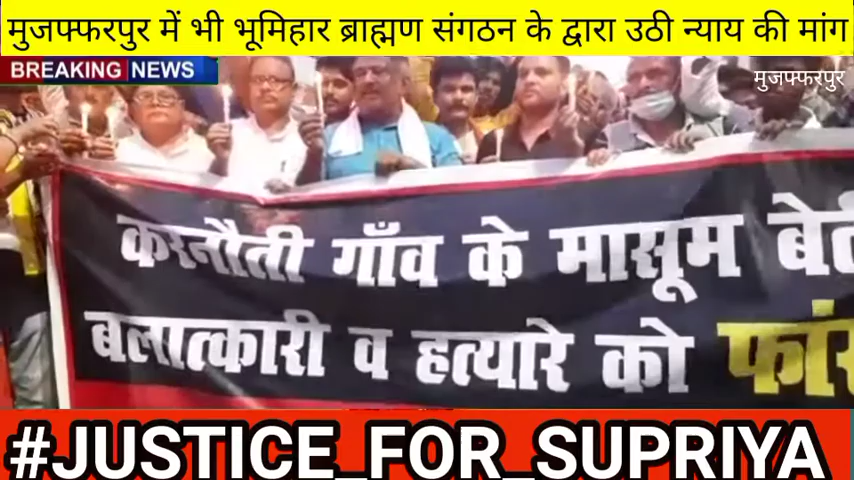 मुजफ्फरपुर में भी भूमिहार ब्राह्मण संगठन के द्वारा उठी न्याय की मांग
BREAKING NEWS
मुजफ्फरपुर
करनौती गाँव के मासूम
बलात्कारी व हत्यारे को
#JUSTICE_FOR_SUPRIYA